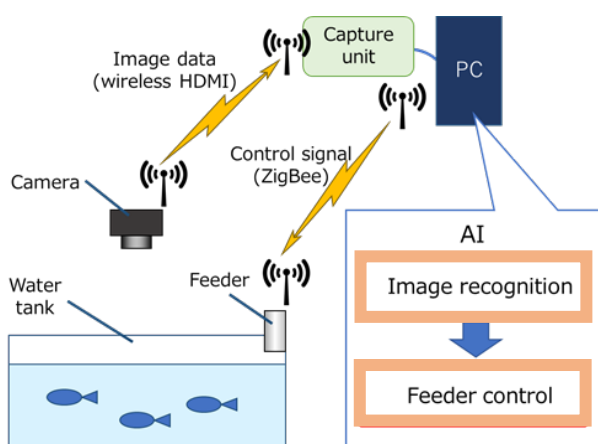 Image data
(wireless HDMI)
Capture
unit
PC
Control signal
(ZigBee)
Camera
AI
Water
tank
Feeder
Image recognition
Feeder control